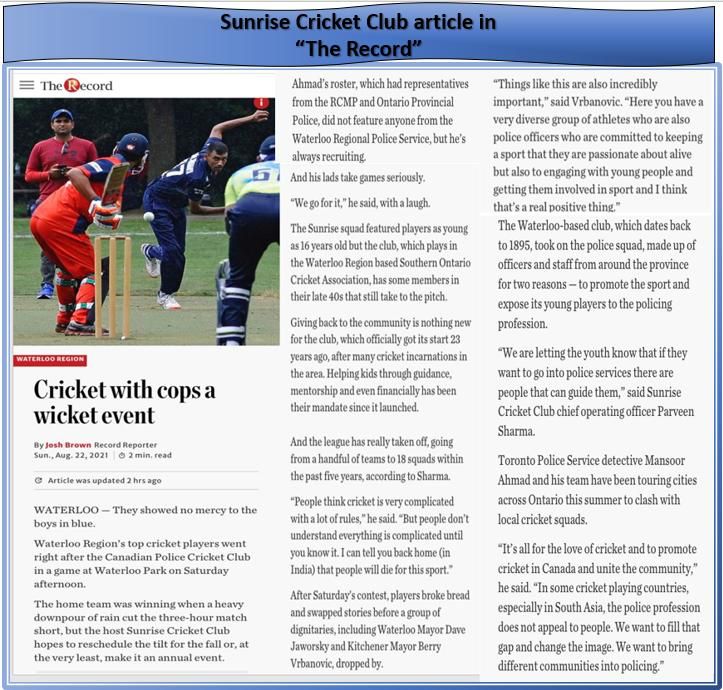 Sunrise Cricket Club article in
“The Record”
The Record
WATERLOO REGION
Cricket with cops a
wicket event
By Josh Brown Record Reporter
Sun., Aug. 22, 2021 | 2 min. read
Article was updated 2 hrs ago
WATERLOO — They showed no mercy to the
boys in blue.
Waterloo Region's top cricket players went
right after the Canadian Police Cricket Club
in a game at Waterloo Park on Saturday
afternoon.
The home team was winning when a heavy
downpour of rain cut the three-hour match
short, but the host Sunrise Cricket Club
hopes to reschedule the tilt for the fall or, at
the very least, make it an annual event.
Ahmad's roster, which had representatives
from the RCMP and Ontario Provincial
Police, did not feature anyone from the
Waterloo Regional Police Service, but he's
always recruiting.
And his lads take games seriously.
“We go for it,” he said, with a laugh.
The Sunrise squad featured players as young
as 16 years old but the club, which plays in
the Waterloo Region based Southern Ontario
Cricket Association, has some members in
their late 40s that still take to the pitch.
Giving back to the community is nothing new
for the club, which officially got its start 23
years ago, after many cricket incarnations in
the area. Helping kids through guidance,
mentorship and even financially has been
their mandate since it launched.
And the league has really taken off, going
from a handful of teams to 18 squads within
the past five years, according to Sharma.
“People think cricket is very complicated
with a lot of rules,” he said. “But people don't
understand everything is complicated until
you know it. I can tell you back home (in
India) that people will die for this sport.”
After Saturday's contest, players broke bread
and swapped stories before a group of
dignitaries, including Waterloo Mayor Dave
Jaworsky and Kitchener Mayor Berry
Vrbanovic, dropped by.
“Things like this are also incredibly
important,” said Vrbanovic. “Here you have a
very diverse group of athletes who are also
police officers who are committed to keeping
a sport that they are passionate about alive
but also to engaging with young people and
getting them involved in sport and I think
that's a real positive thing.”
The Waterloo-based club, which dates back
to 1895, took on the police squad, made up of
officers and staff from around the province
for two reasons — to promote the sport and
expose its young players to the policing
profession.
“We are letting the youth know that if they
want to go into police services there are
people that can guide them,” said Sunrise
Cricket Club chief operating officer Parveen
Sharma.
Toronto Police Service detective Mansoor
Ahmad and his team have been touring cities
across Ontario this summer to clash with
local cricket squads.
“It's all for the love of cricket and to promote
cricket in Canada and unite the community,”
he said. “In some cricket playing countries,
especially in South Asia, the police profession
does not appeal to people. We want to fill that
gap and change the image. We want to bring
different communities into policing.”